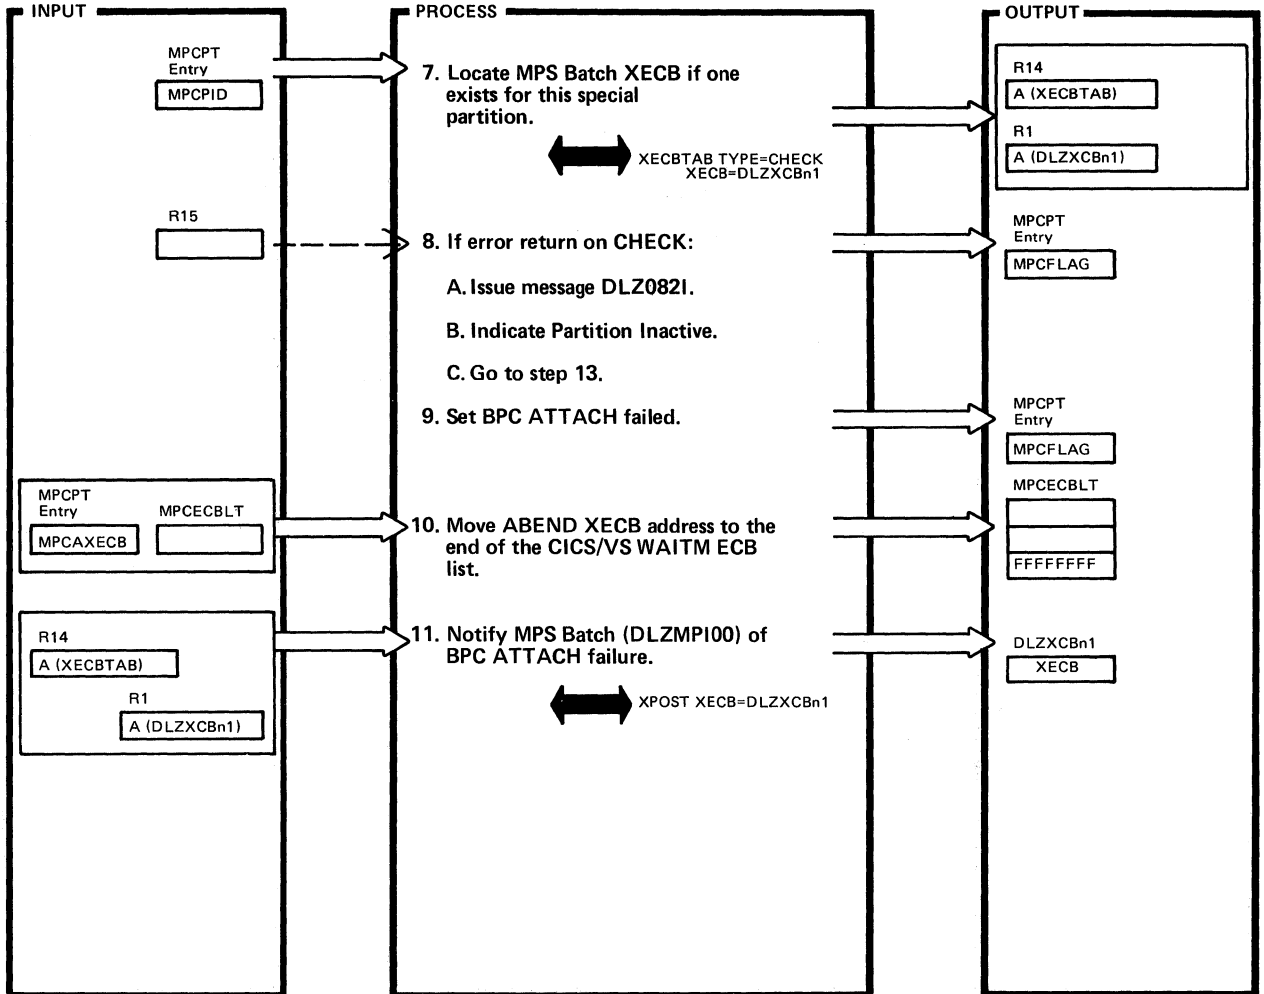 INPUT
PROCESS
OUTPUT
MPCPT
Entry
MPCPID
7. Locate MPS Batch XECB if one
exists for this special
partition.
XECBTAB TYPE=CHECK
XECB=DLZXCBn1
R14
A (XECBTAB)
R1
A (DLZXCBn1)
R15
8. If error return on CHECK:
A. Issue message DLZ082I.
B. Indicate Partition Inactive.
C. Go to step 13.
MPCPT
Entry
MPCFLAG
9. Set BPC ATTACH failed.
MPCPT
Entry
MPCFLAG
MPCPT
Entry
MPCAXECB
MPCECBLT
10. Move ABEND XECB address to the
end of the CICS/VS WAITM ECB
list.
MPCECBLT
FFFFFFFF
R14
A (XECBTAB)
R1
A (DLZXCBn1)
11. Notify MPS Batch (DLZMPI00) of
BPC ATTACH failure.
XPOST XECB=DLZXCBn1
DLZXCBn1
XECB